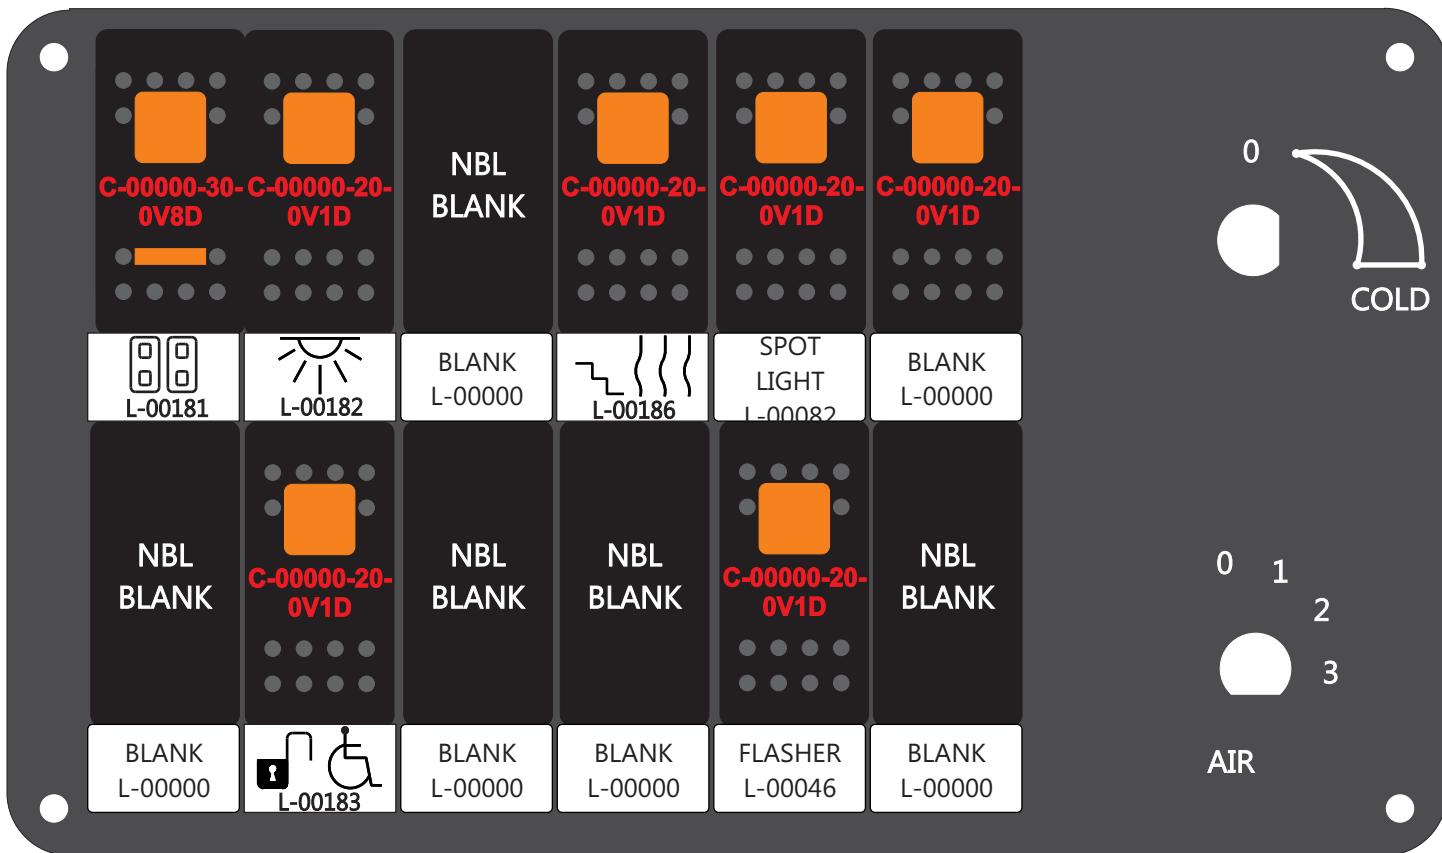 C-00000-30-
0V8D
C-00000-20-
0V1D
NBL
BLANK
C-00000-20-
0V1D
C-00000-20-
0V1D
C-00000-20-
0V1D
0
COLD
L-00181
L-00182
BLANK
L-00000
L-00186
SPOT
LIGHT
L-00082
BLANK
L-00000
NBL
BLANK
C-00000-20-
0V1D
NBL
BLANK
NBL
BLANK
C-00000-20-
0V1D
NBL
BLANK
0
1
2
3
AIR
BLANK
L-00000
L-00183
BLANK
L-00000
BLANK
L-00000
FLASHER
L-00046
BLANK
L-00000